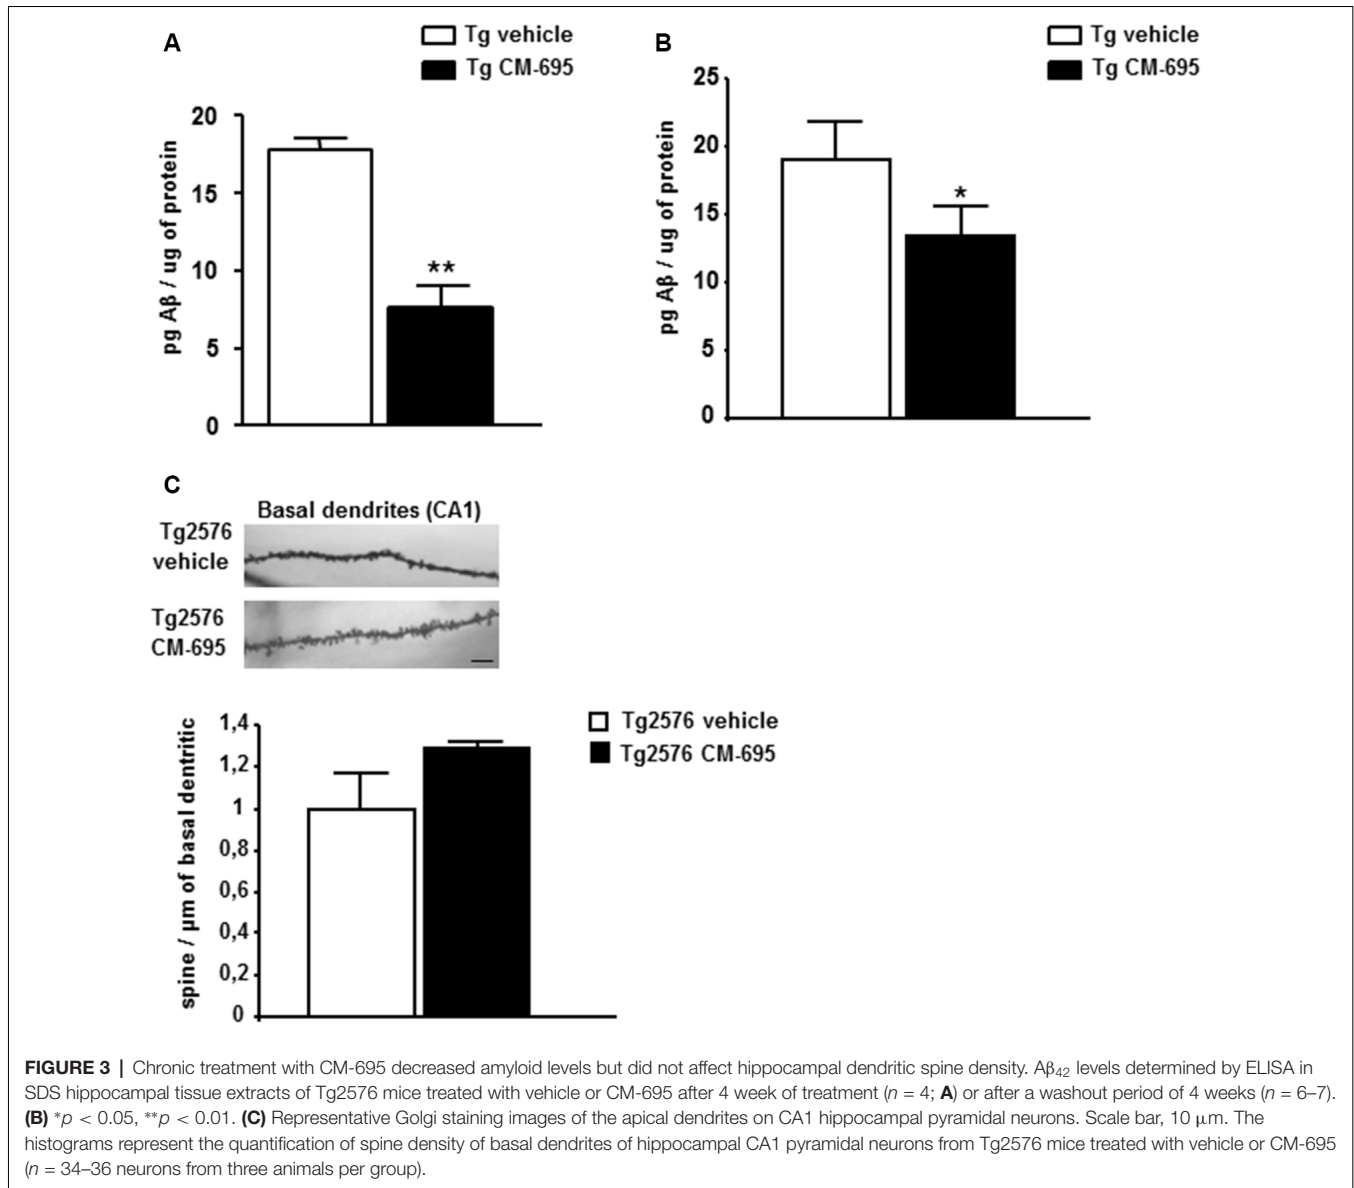 A
Tg vehicle
Tg CM-695
20
15
10
5
0
pg Aβ / ug of protein
**
B
Tg vehicle
Tg CM-695
25
20
15
10
5
0
pg Aβ / ug of protein
*
C
Basal dendrites (CA1)
Tg2576
vehicle
Tg2576
CM-695
1,4
1,2
1
0,8
0,6
0,4
0,2
0
spine / µm of basal dentritic
Tg2576 vehicle
Tg2576 CM-695
FIGURE 3 | Chronic treatment with CM-695 decreased amyloid levels but did not affect hippocampal dendritic spine density. Aβ42 levels determined by ELISA in
SDS hippocampal tissue extracts of Tg2576 mice treated with vehicle or CM-695 after 4 week of treatment (n = 4; A) or after a washout period of 4 weeks (n = 6–7).
(B) *p < 0.05, **p < 0.01. (C) Representative Golgi staining images of the apical dendrites on CA1 hippocampal pyramidal neurons. Scale bar, 10 µm. The
histograms represent the quantification of spine density of basal dendrites of hippocampal CA1 pyramidal neurons from Tg2576 mice treated with vehicle or CM-695
(n = 34–36 neurons from three animals per group).